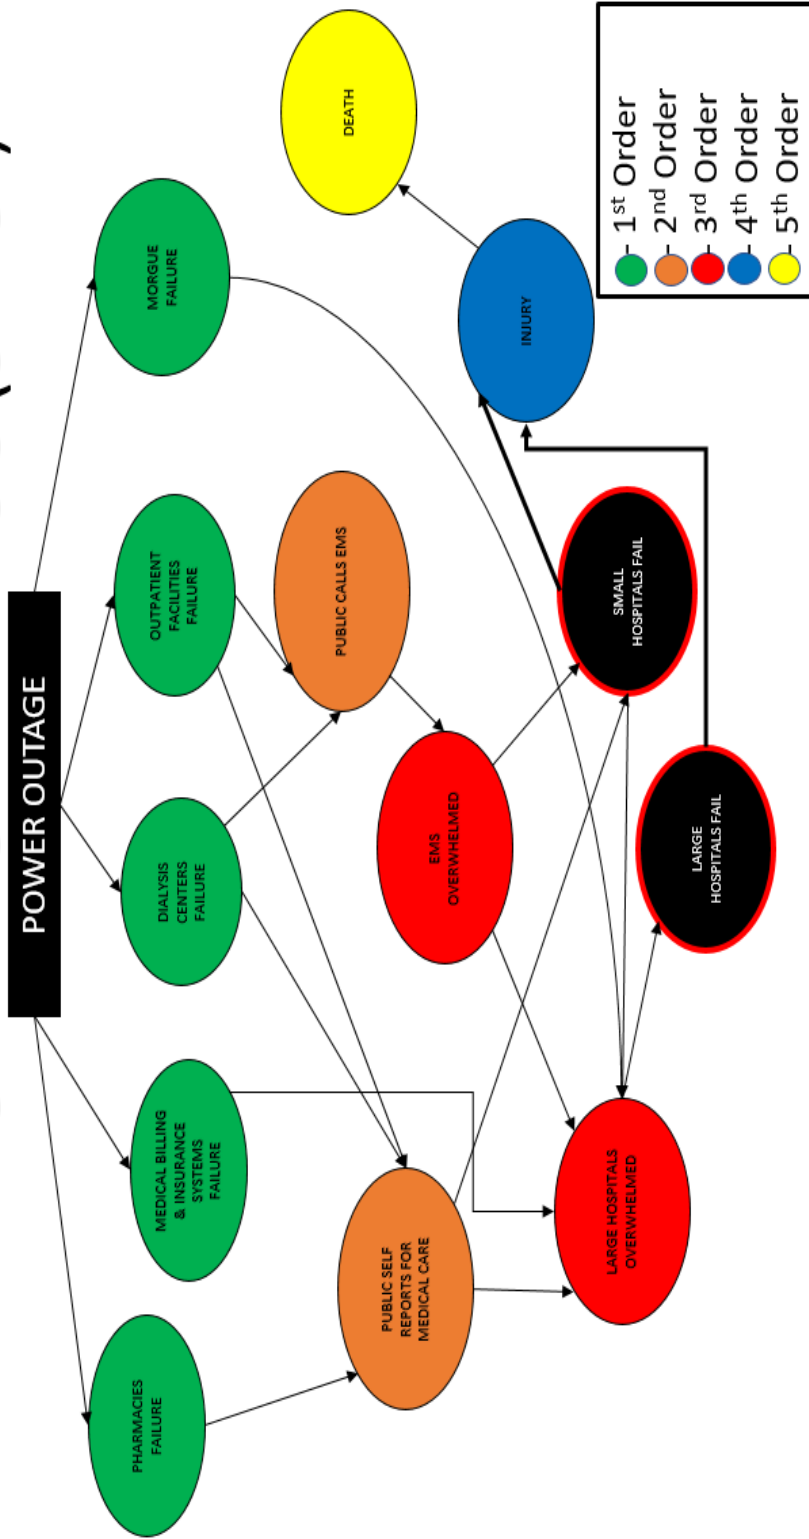 POWER OUTAGE
PHARMACIES
FAILURE
MEDICAL BILLING
& INSURANCE
SYSTEMS
FAILURE
DIALYSIS
CENTERS
FAILURE
OUTPATIENT
FACILITIES
FAILURE
MORGUE
FAILURE
PUBLIC SELF
REPORTS FOR
MEDICAL CARE
PUBLIC CALLS EMS
DEATH
EMS
OVERWHELMED
INJURY
LARGE HOSPITALS
OVERWHELMED
LARGE
HOSPITALS FAIL
SMALL
HOSPITALS FAIL
- 1st Order
- 2nd Order
- 3rd Order
- 4th Order
- 5th Order